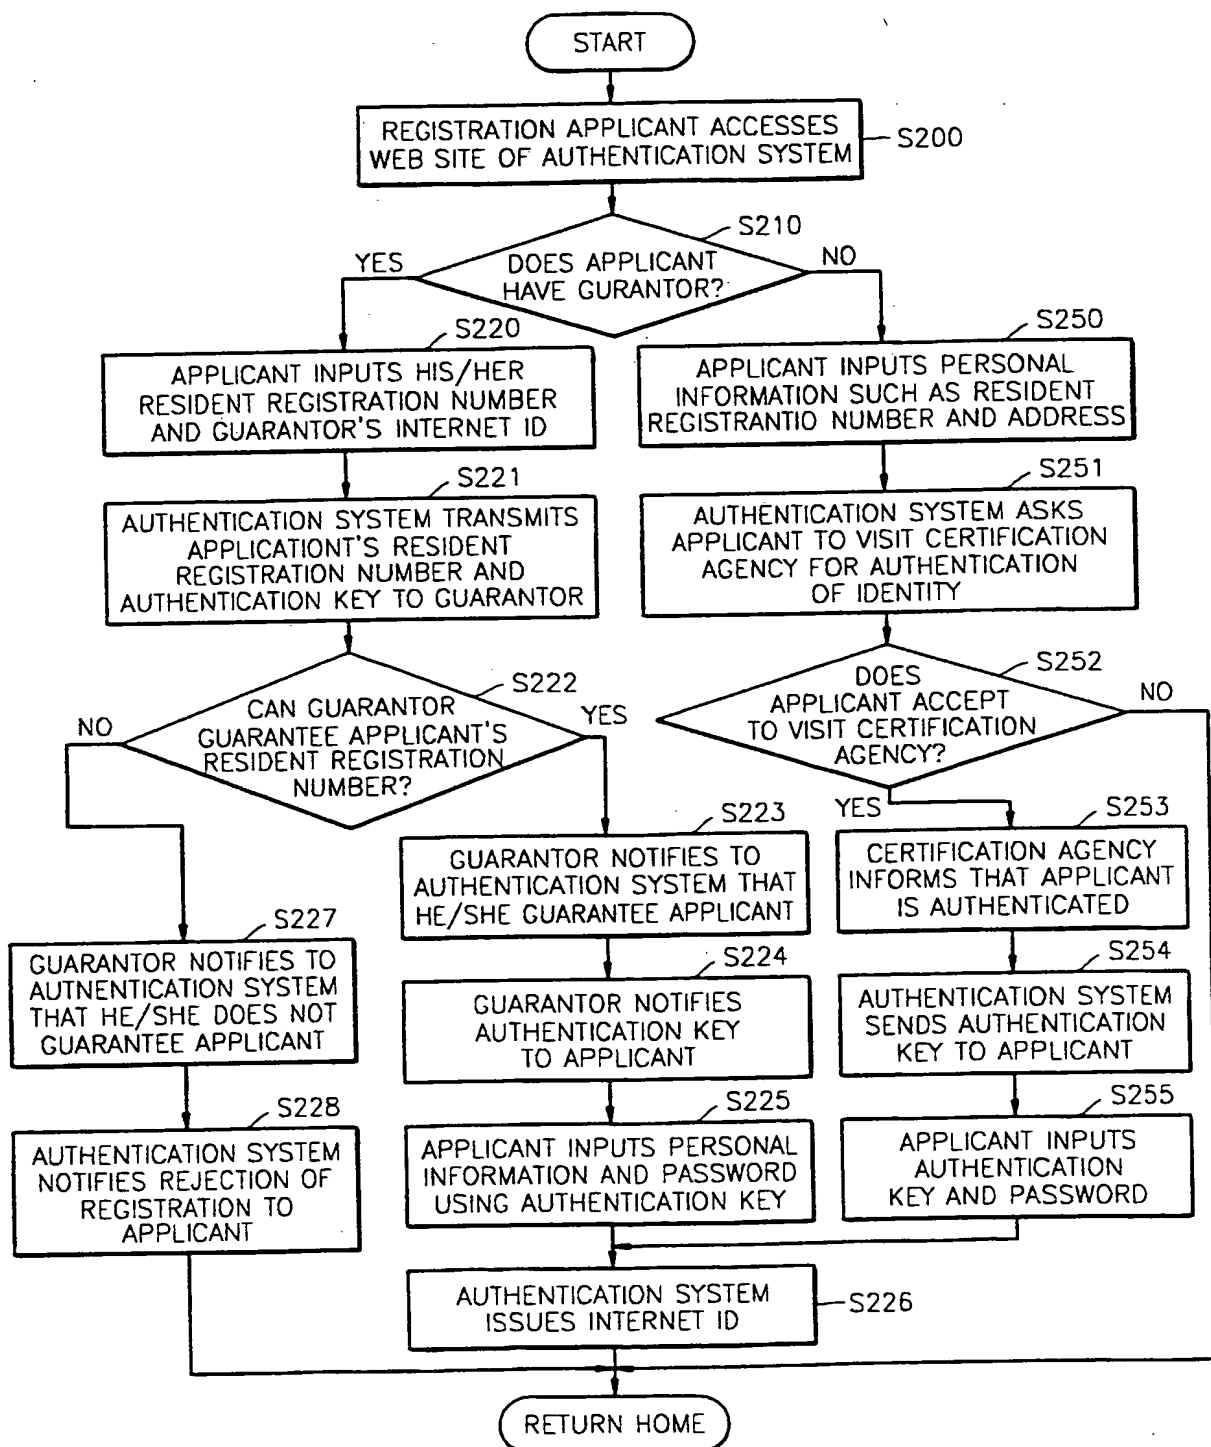 START
REGISTRATION APPLICANT ACCESSES
WEB SITE OF AUTHENTICATION SYSTEM
S200
S210
YES
DOES APPLICANT
HAVE GURANTOR?
NO
S220
APPLICANT INPUTS HIS/HER
RESIDENT REGISTRATION NUMBER
AND GUARANTOR'S INTERNET ID
S250
APPLICANT INPUTS PERSONAL
INFORMATION SUCH AS RESIDENT
REGISTRANTIO NUMBER AND ADDRESS
S221
AUTHENTICATION SYSTEM TRANSMITS
APPLICATIONT'S RESIDENT
REGISTRATION NUMBER AND
AUTHENTICATION KEY TO GUARANTOR
S251
AUTHENTICATION SYSTEM ASKS
APPLICANT TO VISIT CERTIFICATION
AGENCY FOR AUTHENTICATION
OF IDENTITY
S222
NO
CAN GUARANTOR
GUARANTEE APPLICANT'S
RESIDENT REGISTRATION
NUMBER?
YES
S252
DOES
APPLICANT ACCEPT
TO VISIT CERTIFICATION
AGENCY?
NO
YES
S223
GUARANTOR NOTIFIES TO
AUTHENTICATION SYSTEM THAT
HE/SHE GUARANTEE APPLICANT
S253
CERTIFICATION AGENCY
INFORMS THAT APPLICANT
IS AUTHENTICATED
S227
GUARANTOR NOTIFIES TO
AUTNENTICATION SYSTEM
THAT HE/SHE DOES NOT
GUARANTEE APPLICANT
S224
GUARANTOR NOTIFIES
AUTHENTICATION KEY
TO APPLICANT
S254
AUTHENTICATION SYSTEM
SENDS AUTHENTICATION
KEY TO APPLICANT
S228
AUTHENTICATION SYSTEM
NOTIFIES REJECTION OF
REGISTRATION TO
APPLICANT
S225
APPLICANT INPUTS PERSONAL
INFORMATION AND PASSWORD
USING AUTHENTICATION KEY
S255
APPLICANT INPUTS
AUTHENTICATION
KEY AND PASSWORD
AUTHENTICATION SYSTEM
ISSUES INTERNET ID
S226
RETURN HOME